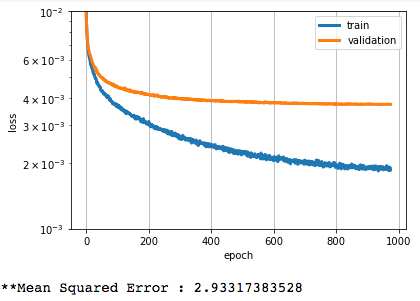 10⁻²
train
validation
6 × 10⁻³
4 × 10⁻³
3 × 10⁻³
2 × 10⁻³
10⁻³
loss
0 200 400 600 800 1000
epoch
**Mean Squared Error : 2.93317383528